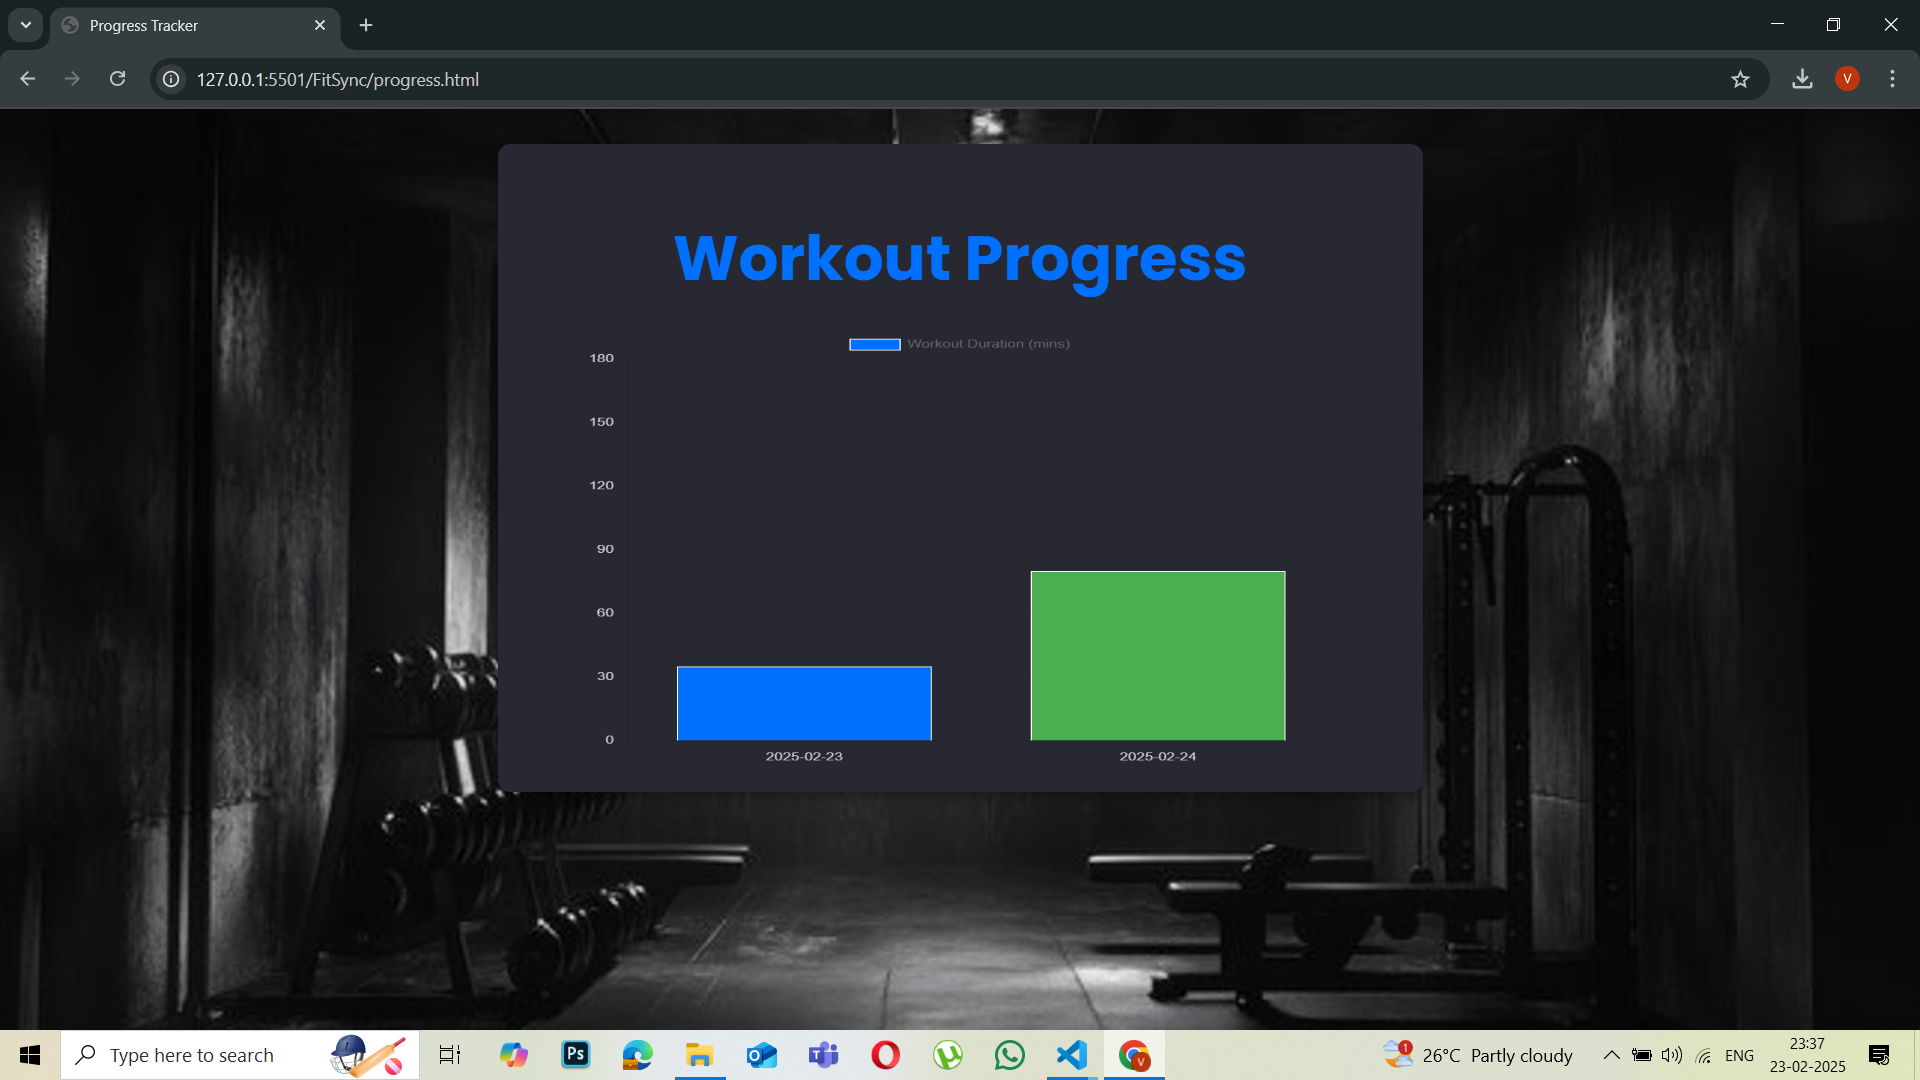 Progress Tracker
127.0.0.1:5501/FitSync/progress.html
V
Workout Progress
Workout Duration (mins)
180
150
120
90
60
30
0
2025-02-23
2025-02-24
Type here to search
Ps
1
26°C Partly cloudy
ENG
23:37
23-02-2025